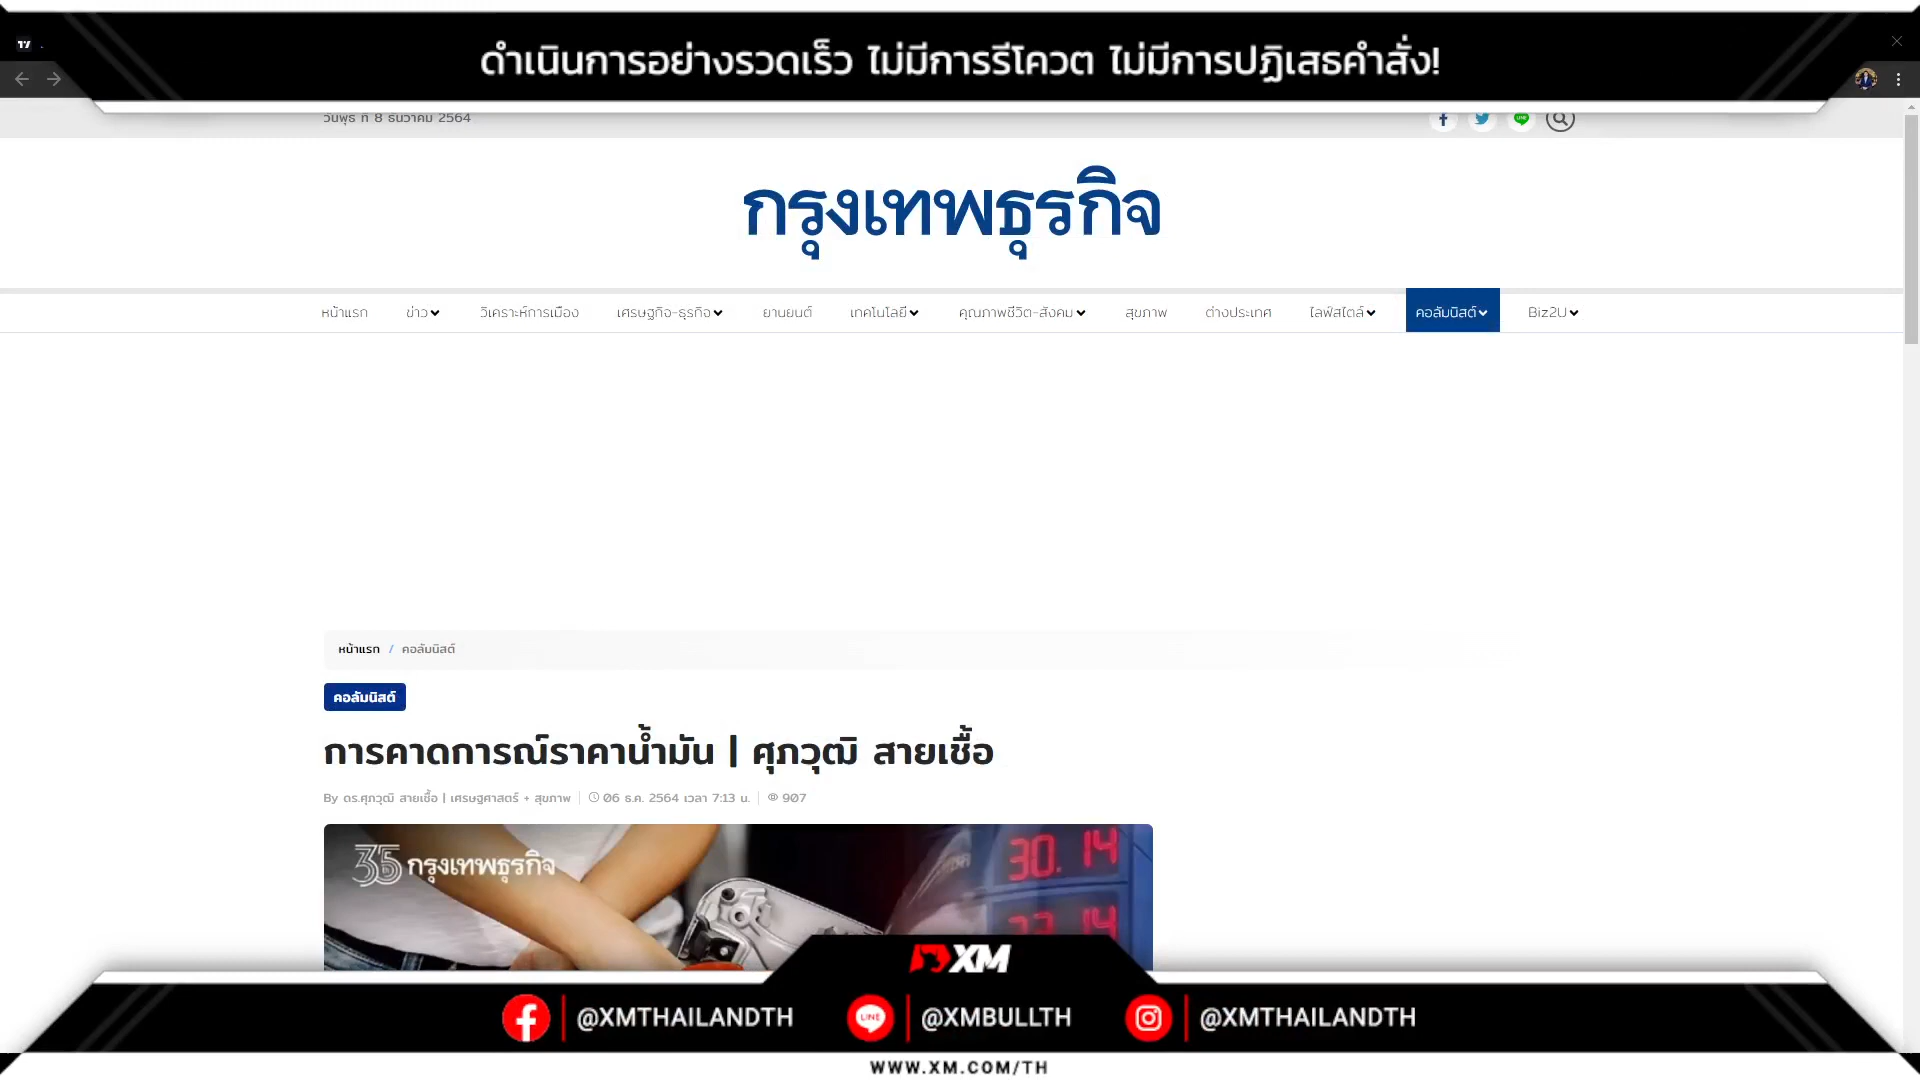 ดำเนินการอย่างรวดเร็ว ไม่มีการรีโควต ไม่มีการปฏิเสธคำสั่ง!
วันพุธ ที่ 8 ธันวาคม 2564
กรุงเทพธุรกิจ
หน้าแรก ข่าว วิเคราะห์การเมือง เศรษฐกิจ-ธุรกิจ ยานยนต์ เทคโนโลยี คุณภาพชีวิต-สังคม สุขภาพ ต่างประเทศ ไลฟ์สไตล์ คอลัมนิสต์ Biz2U
หน้าแรก / คอลัมนิสต์
คอลัมนิสต์
การคาดการณ์ราคาน้ำมัน | ศุภวุฒิ สายเชื้อ
By ดร.ศุภวุฒิ สายเชื้อ | เศรษฐศาสตร์ + สุขภาพ 06 ธ.ค. 2564 เวลา 7:13 น. 907
35 กรุงเทพธุรกิจ
30.14
XM
@XMTHAILANDTH LINE @XMBULLTH @XMTHAILANDTH
WWW.XM.COM/TH